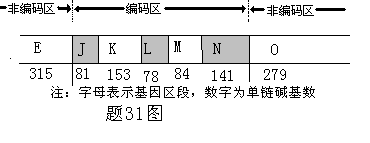 非编码区 编码区 非编码区
E J K L M N O
315 81 153 78 84 141 279
注：字母表示基因区段，数字为单链碱基数
题31图